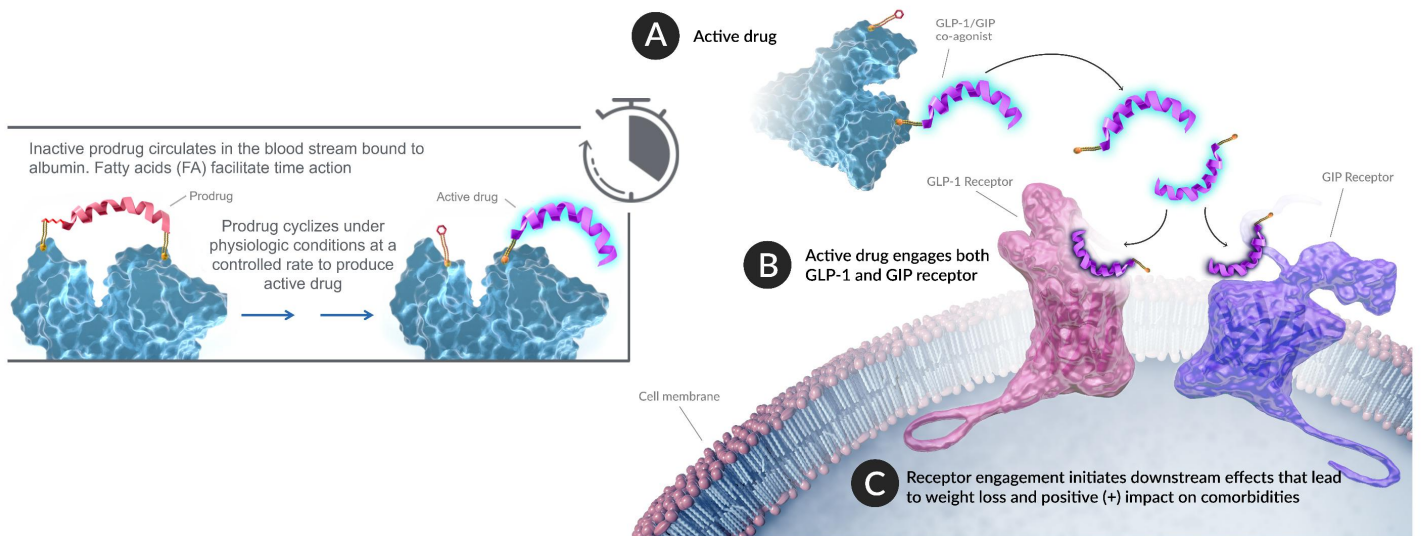 Inactive prodrug circulates in the blood stream bound to
albumin. Fatty acids (FA) facilitate time action
Prodrug
Prodrug cyclizes under
physiologic conditions at a
controlled rate to produce
active drug
Active drug
A
Active drug
GLP-1/GIP
co-agonist
GLP-1 Receptor
GIP Receptor
B
Active drug engages both
GLP-1 and GIP receptor
Cell membrane
C
Receptor engagement initiates downstream effects that lead
to weight loss and positive (+) impact on comorbidities